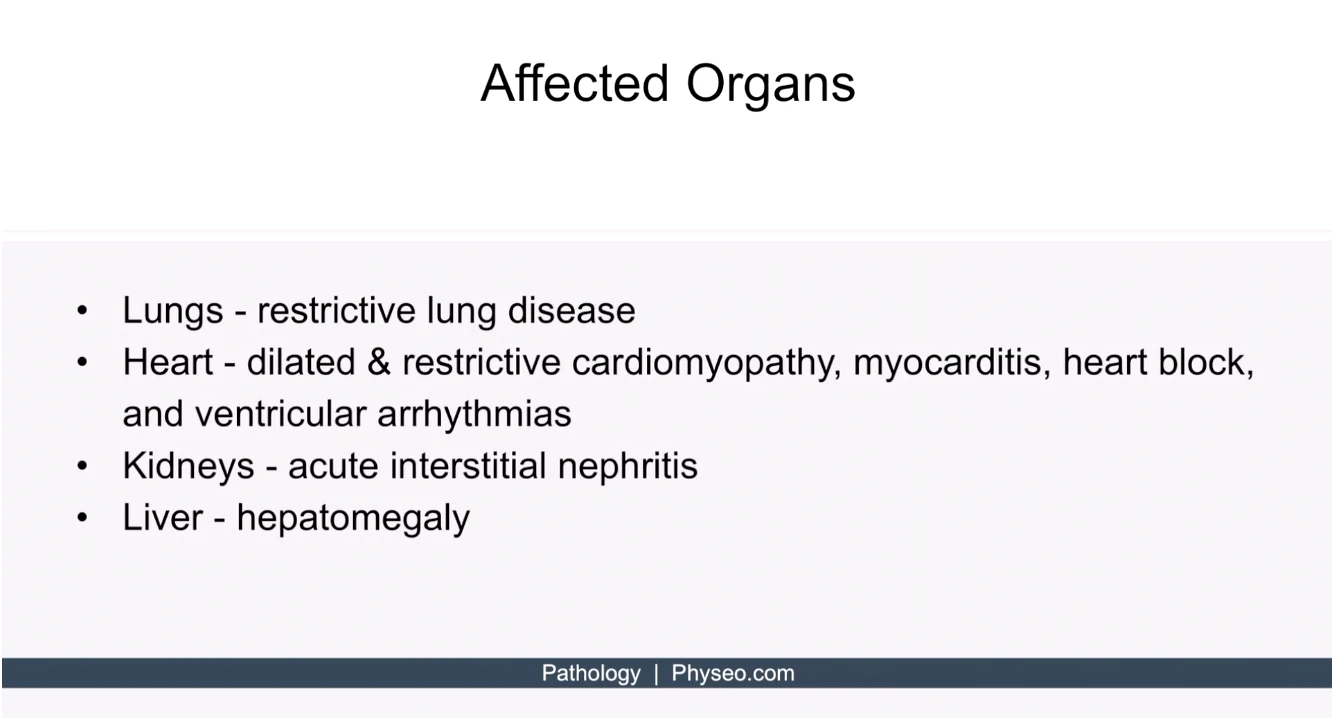 Affected Organs
• Lungs - restrictive lung disease
• Heart - dilated & restrictive cardiomyopathy, myocarditis, heart block,
and ventricular arrhythmias
• Kidneys - acute interstitial nephritis
• Liver - hepatomegaly
Pathology | Physeo.com